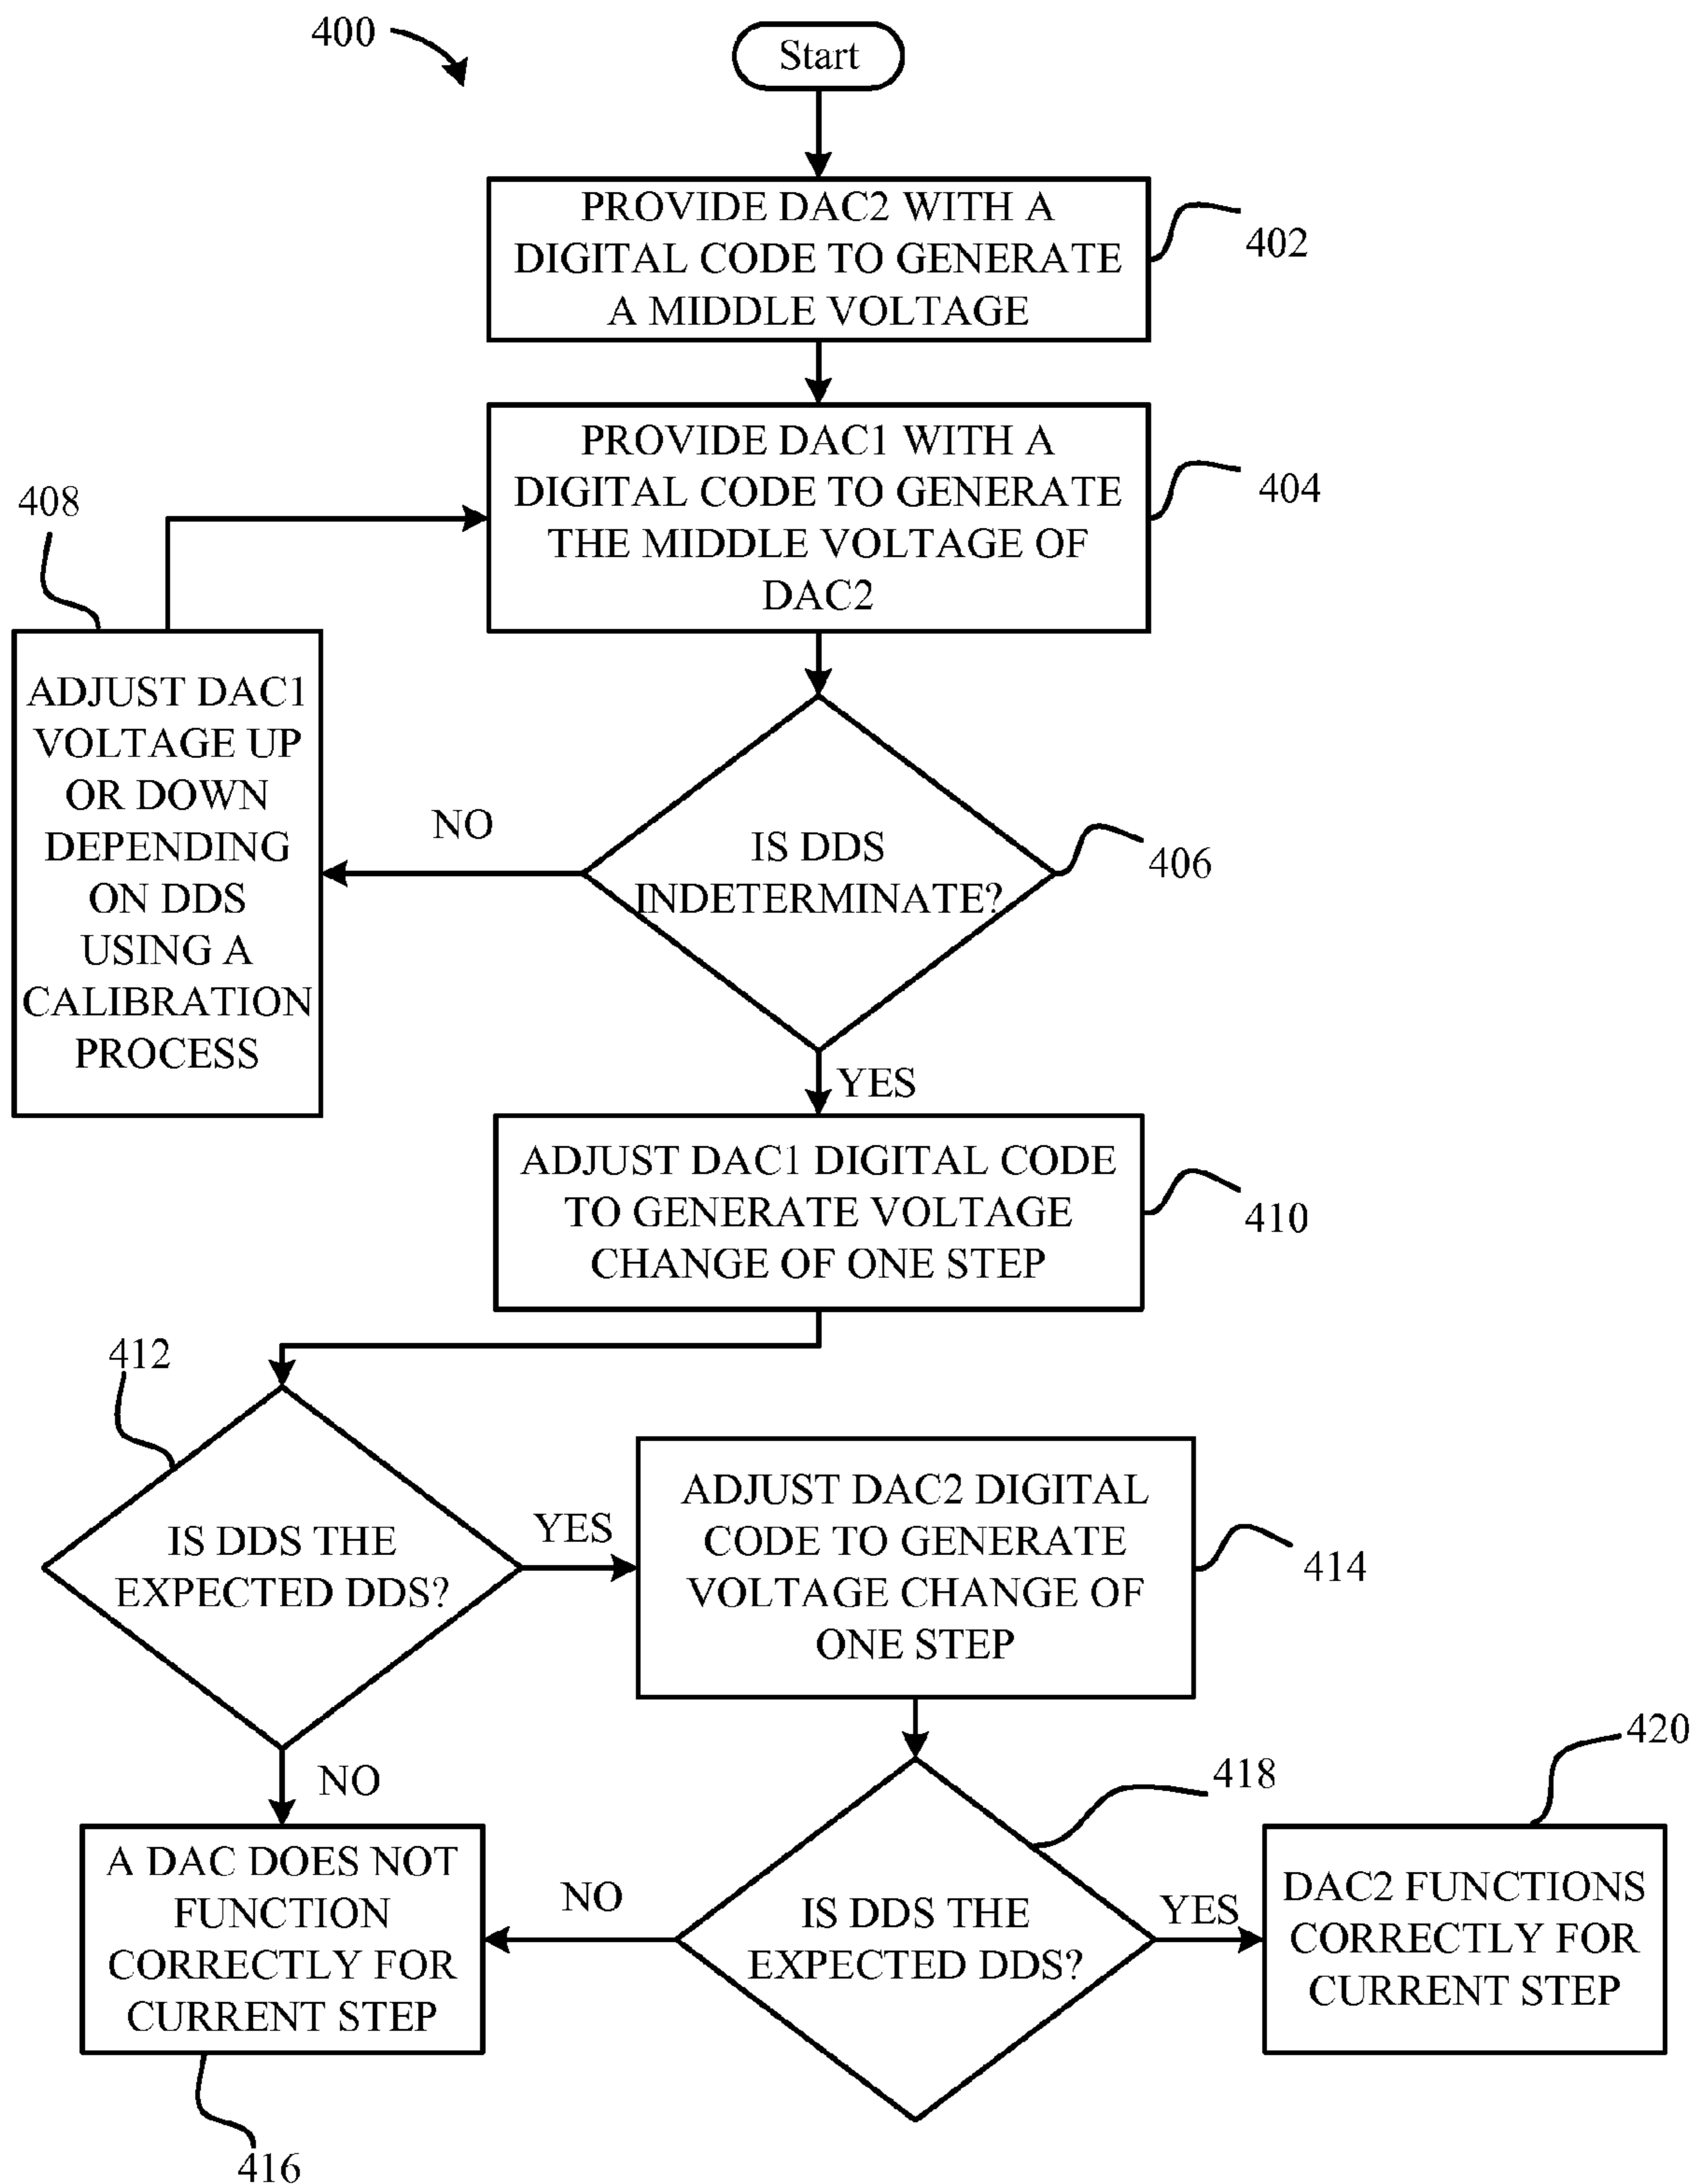 400
Start
PROVIDE DAC2 WITH A
DIGITAL CODE TO GENERATE
A MIDDLE VOLTAGE
402
PROVIDE DAC1 WITH A
DIGITAL CODE TO GENERATE
THE MIDDLE VOLTAGE OF
DAC2
404
408
ADJUST DAC1
VOLTAGE UP
OR DOWN
DEPENDING
ON DDS
USING A
CALIBRATION
PROCESS
NO
IS DDS
INDETERMINATE?
406
YES
ADJUST DAC1 DIGITAL CODE
TO GENERATE VOLTAGE
CHANGE OF ONE STEP
410
412
IS DDS THE
EXPECTED DDS?
YES
ADJUST DAC2 DIGITAL
CODE TO GENERATE
VOLTAGE CHANGE OF
ONE STEP
414
NO
A DAC DOES NOT
FUNCTION
CORRECTLY FOR
CURRENT STEP
416
NO
IS DDS THE
EXPECTED DDS?
418
YES
DAC2 FUNCTIONS
CORRECTLY FOR
CURRENT STEP
420